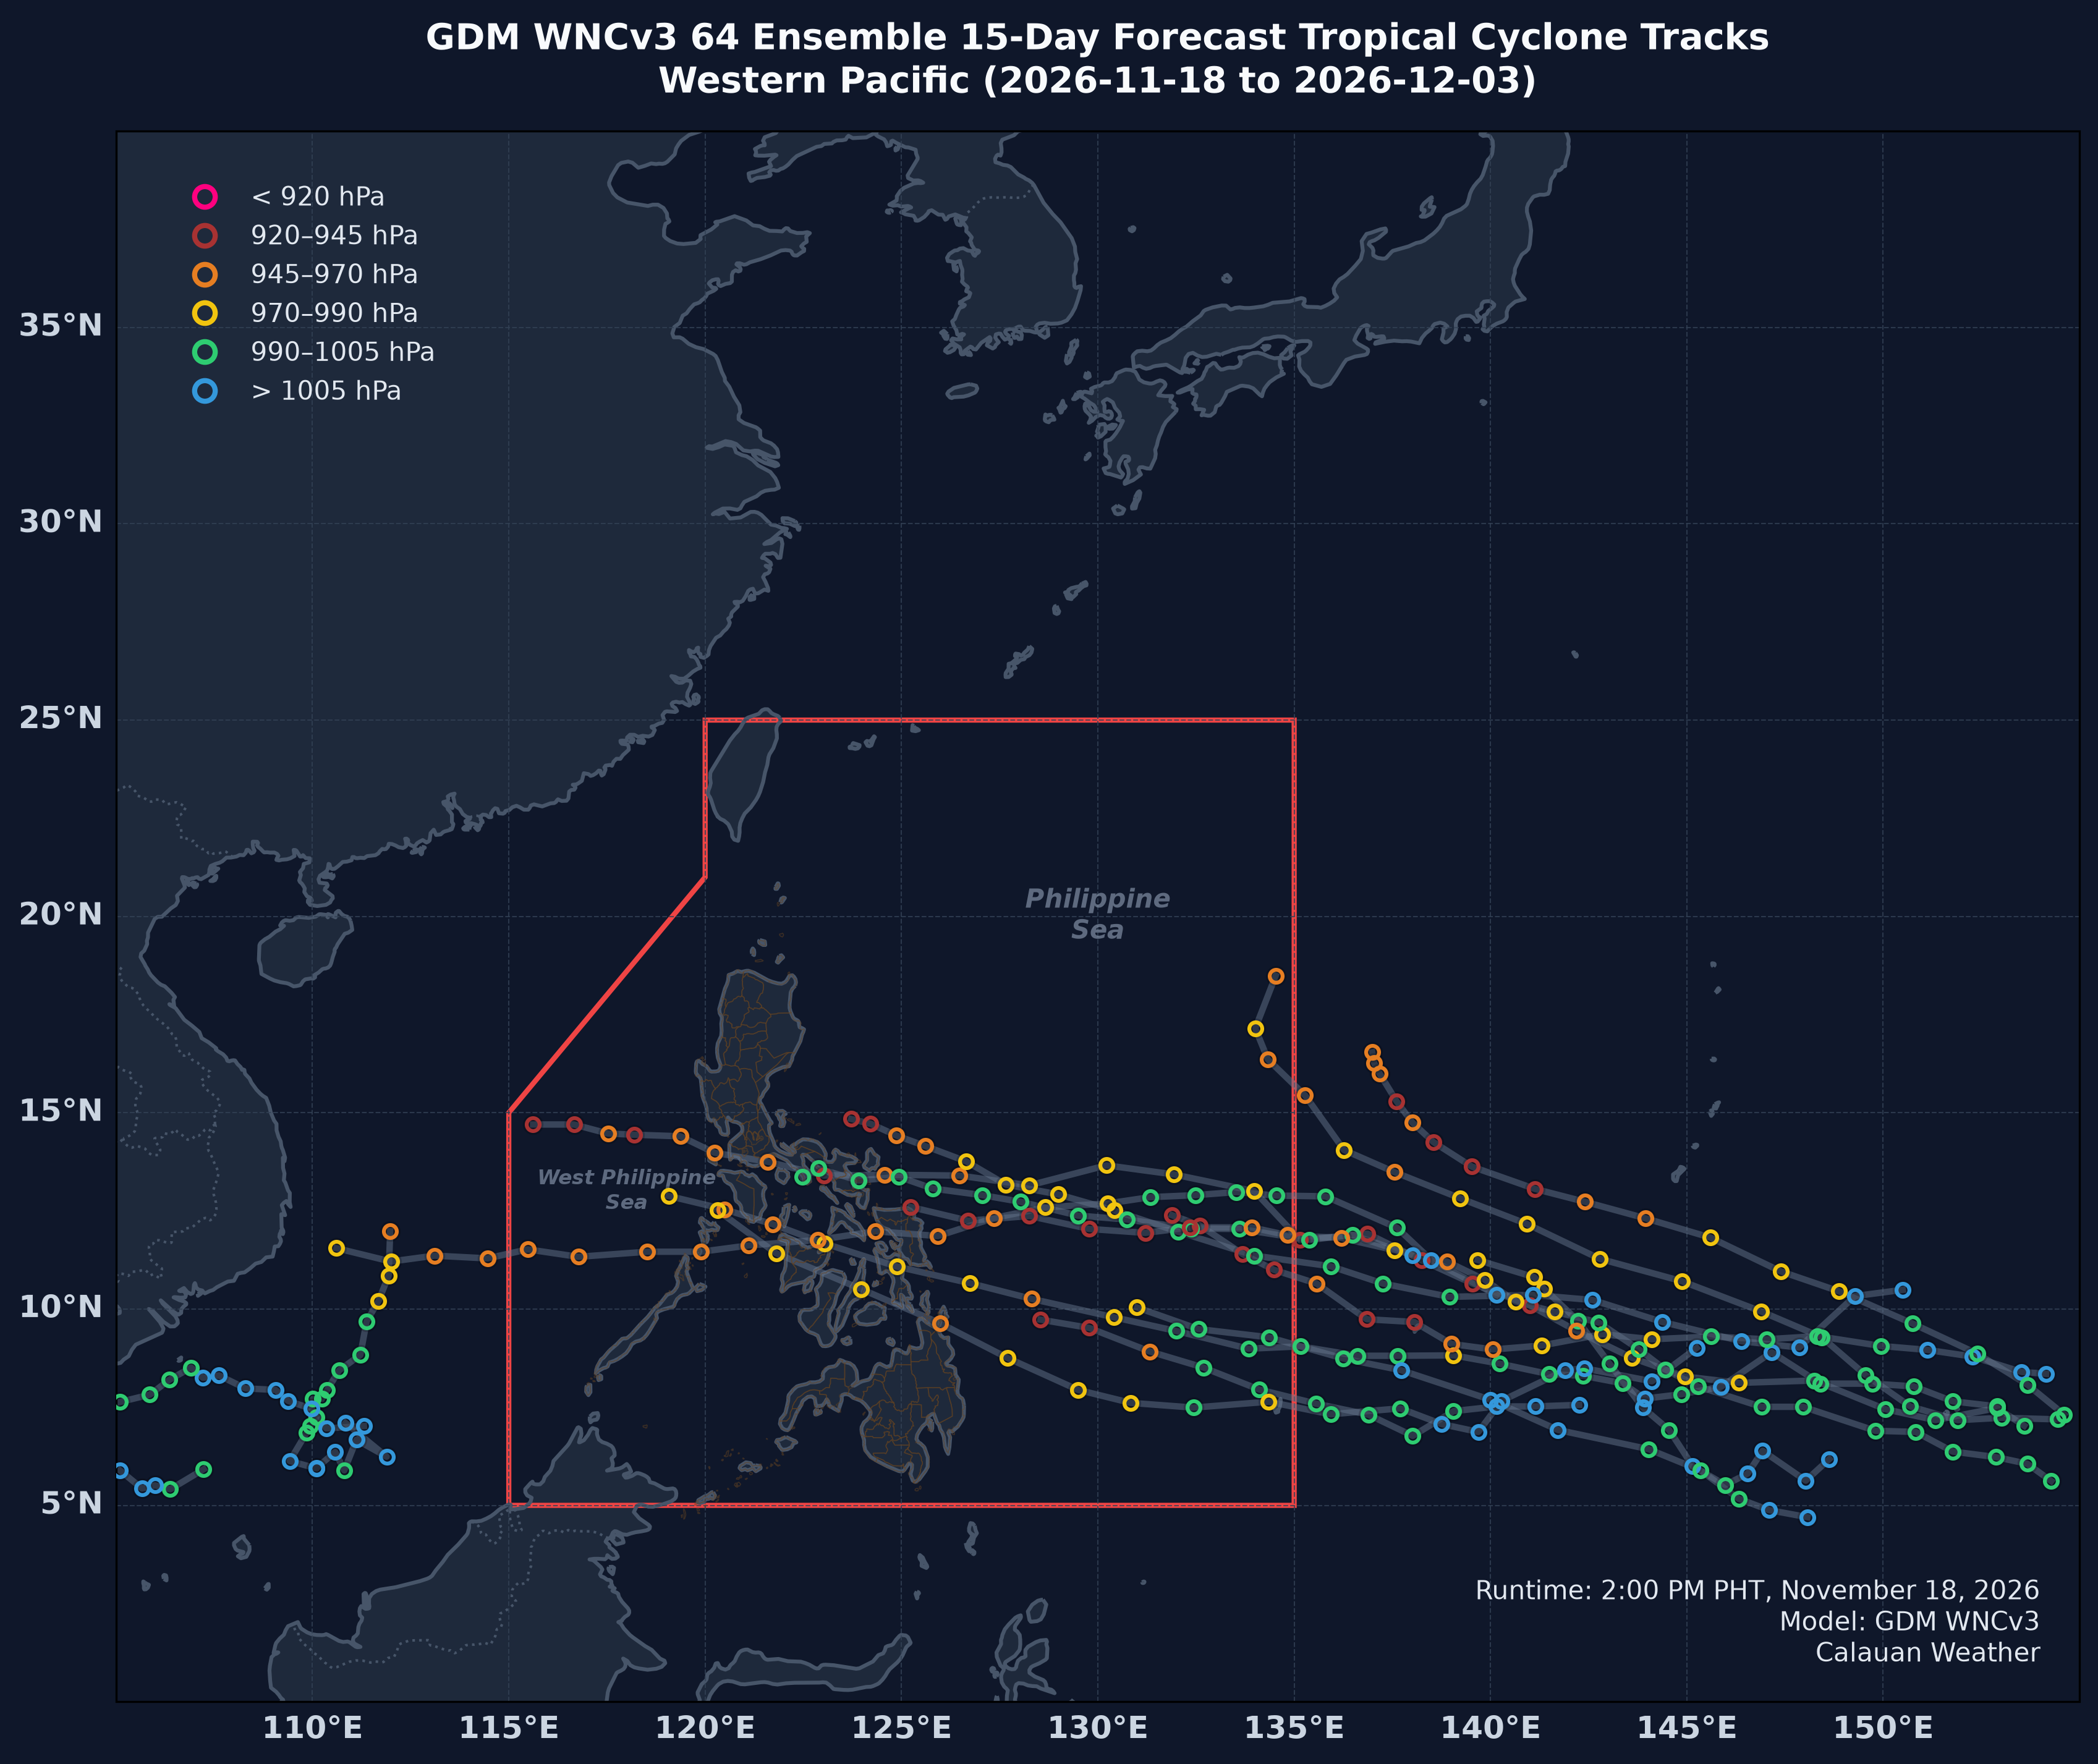 GDM WNCv3 64 Ensemble 15-Day Forecast Tropical Cyclone Tracks
Western Pacific (2026-11-18 to 2026-12-03)
< 920 hPa
920–945 hPa
945–970 hPa
970–990 hPa
990–1005 hPa
> 1005 hPa
35°N
30°N
25°N
20°N
15°N
10°N
5°N
Philippine
Sea
West Philippine
Sea
Runtime: 2:00 PM PHT, November 18, 2026
Model: GDM WNCv3
Calauan Weather
110°E
115°E
120°E
125°E
130°E
135°E
140°E
145°E
150°E